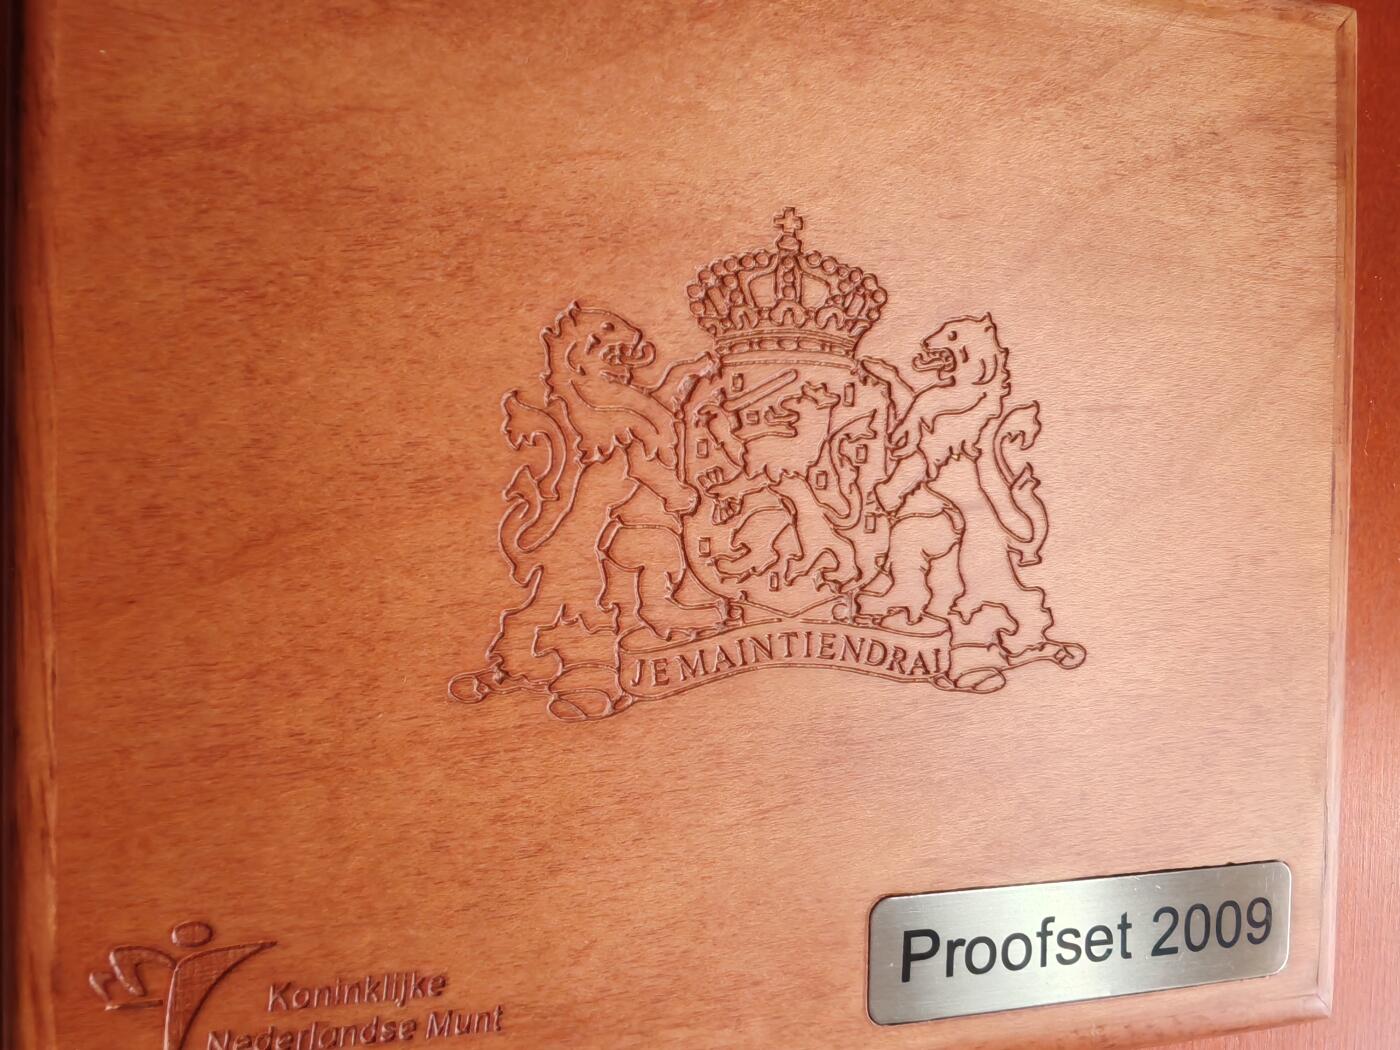 JE MAINTIENDRAI
Proofset 2009
Koninklijke
Nederlandse Munt